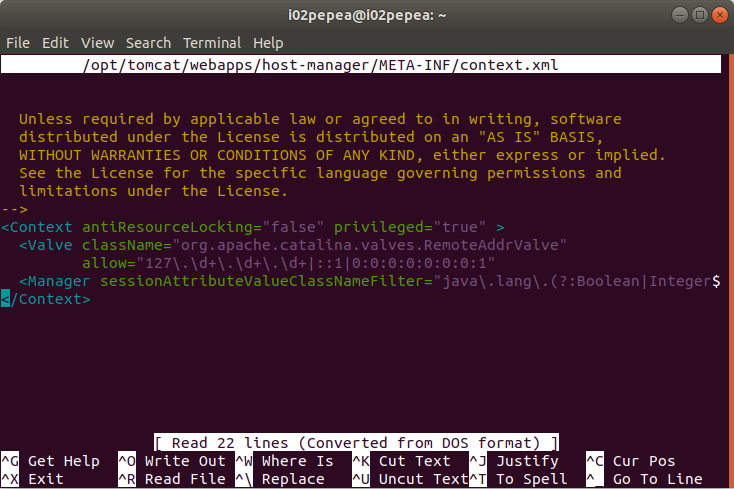 i02pepea@i02pepea: ~
File Edit View Search Terminal Help
/opt/tomcat/webapps/host-manager/META-INF/context.xml
Unless required by applicable law or agreed to in writing, software
distributed under the License is distributed on an "AS IS" BASIS,
WITHOUT WARRANTIES OR CONDITIONS OF ANY KIND, either express or implied.
See the License for the specific language governing permissions and
limitations under the License.
-->
<Context antiResourceLocking="false" privileged="true" >
<Valve className="org.apache.catalina.valves.RemoteAddrValve"
allow="127\.\d+\.\d+\.\d+|::1|0:0:0:0:0:0:0:1"
<Manager sessionAttributeValueClassNameFilter="java\.lang\.(?:Boolean|Integer$
</Context>
[ Read 22 lines (Converted from DOS format) ]
^G Get Help ^O Write Out ^W Where Is ^K Cut Text ^J Justify ^C Cur Pos
^X Exit ^R Read File ^\ Replace ^U Uncut Text ^T To Spell ^_ Go To Line